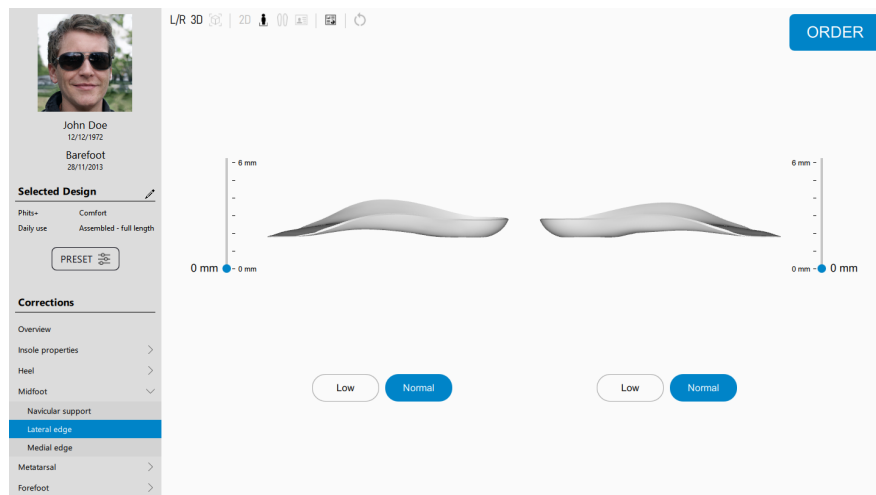 L/R 3D 2D
ORDER
John Doe
12/12/1972
Barefoot
28/11/2013
Selected Design
Phits+ Comfort
Daily use Assembled - full length
PRESET
Corrections
Overview
Insole properties
Heel
Midfoot
Navicular support
Lateral edge
Medial edge
Metatarsal
Forefoot
6 mm
0 mm
0 mm
6 mm
0 mm
0 mm
Low Normal
Low Normal